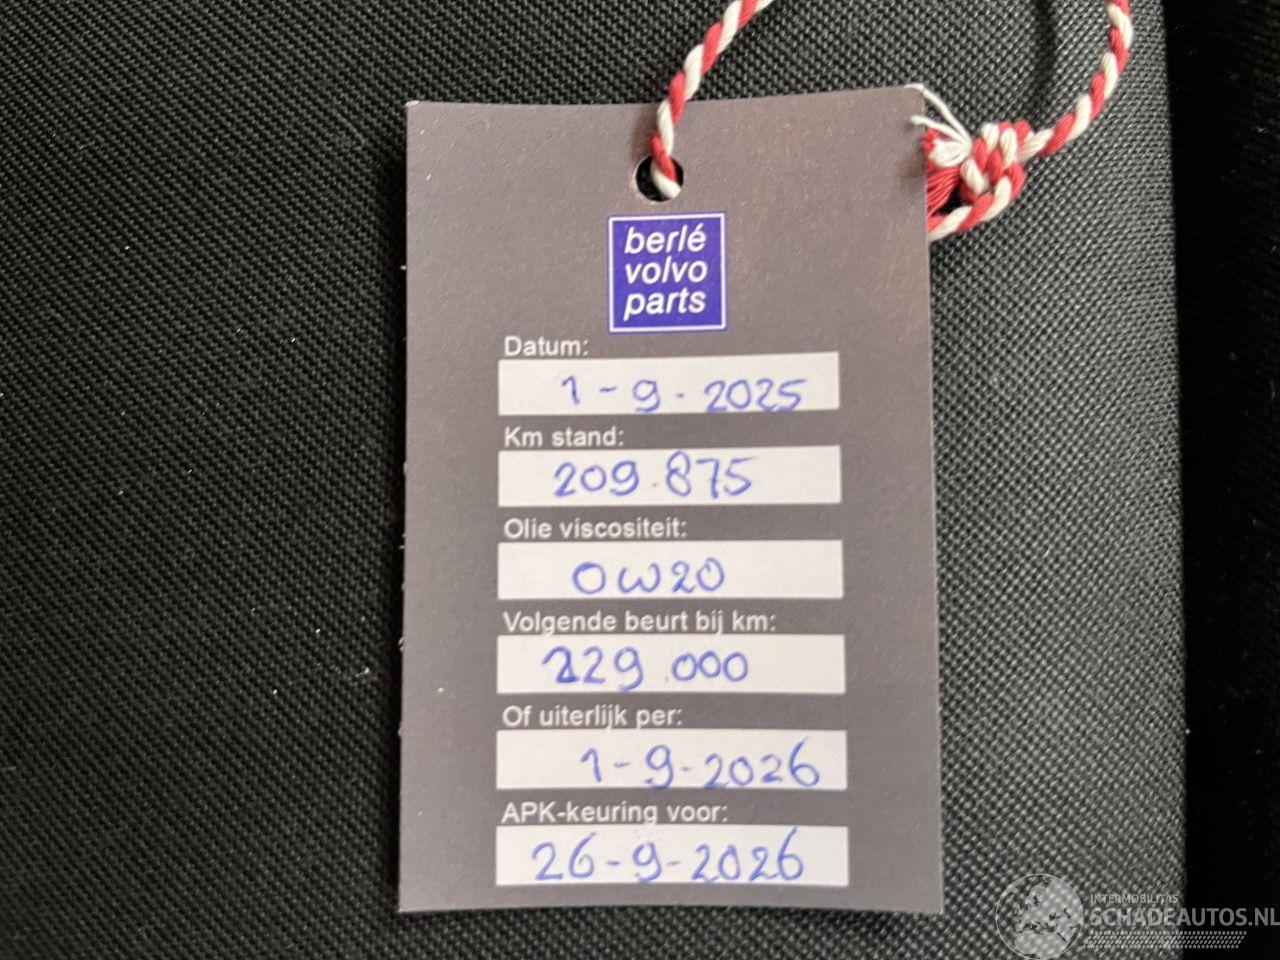 berlé
volvo
parts
Datum:
1-9-2025
Km stand:
209.875
Olie viscositeit:
0W20
Volgende beurt bij km:
229.000
Of uiterlijk per:
1-9-2026
APK-keuring voor:
26-9-2026
INTERMOBILITAS
SCHADEAUTOS.NL